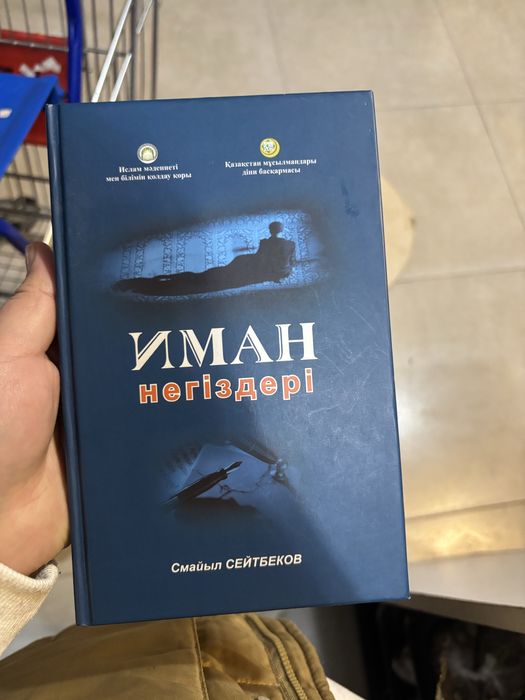 Ислам мәдениеті
мен білімін қолдау қоры
Қазақстан мұсылмандары
діни басқармасы
ИМАН
негіздері
Смайыл СЕЙТБЕКОВ